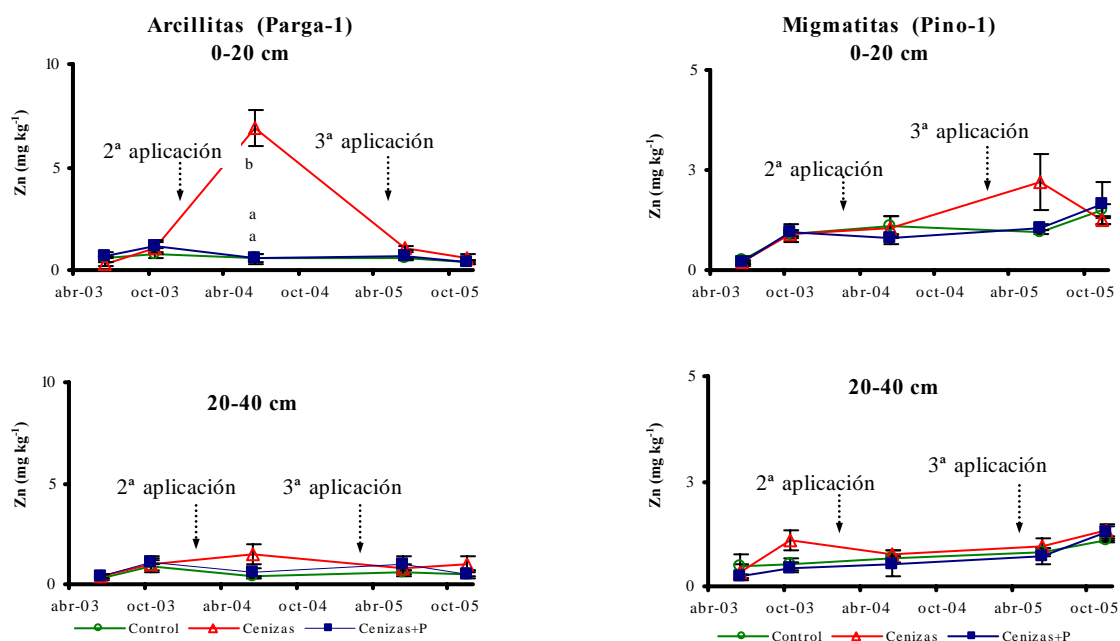 Arcillitas (Parga-1)
0-20 cm
10
5
0
Zn (mg kg-1)
2ª aplicación
3ª aplicación
b
a
a
abr-03 oct-03 abr-04 oct-04 abr-05 oct-05
Migmatitas (Pino-1)
0-20 cm
5
3
0
Zn (mg kg-1)
2ª aplicación
3ª aplicación
abr-03 oct-03 abr-04 oct-04 abr-05 oct-05
20-40 cm
10
5
0
Zn (mg kg-1)
2ª aplicación
3ª aplicación
abr-03 oct-03 abr-04 oct-04 abr-05 oct-05
Control Cenizas Cenizas+P
20-40 cm
5
3
0
Zn (mg kg-1)
2ª aplicación
3ª aplicación
abr-03 oct-03 abr-04 oct-04 abr-05 oct-05
Control Cenizas Cenizas+P